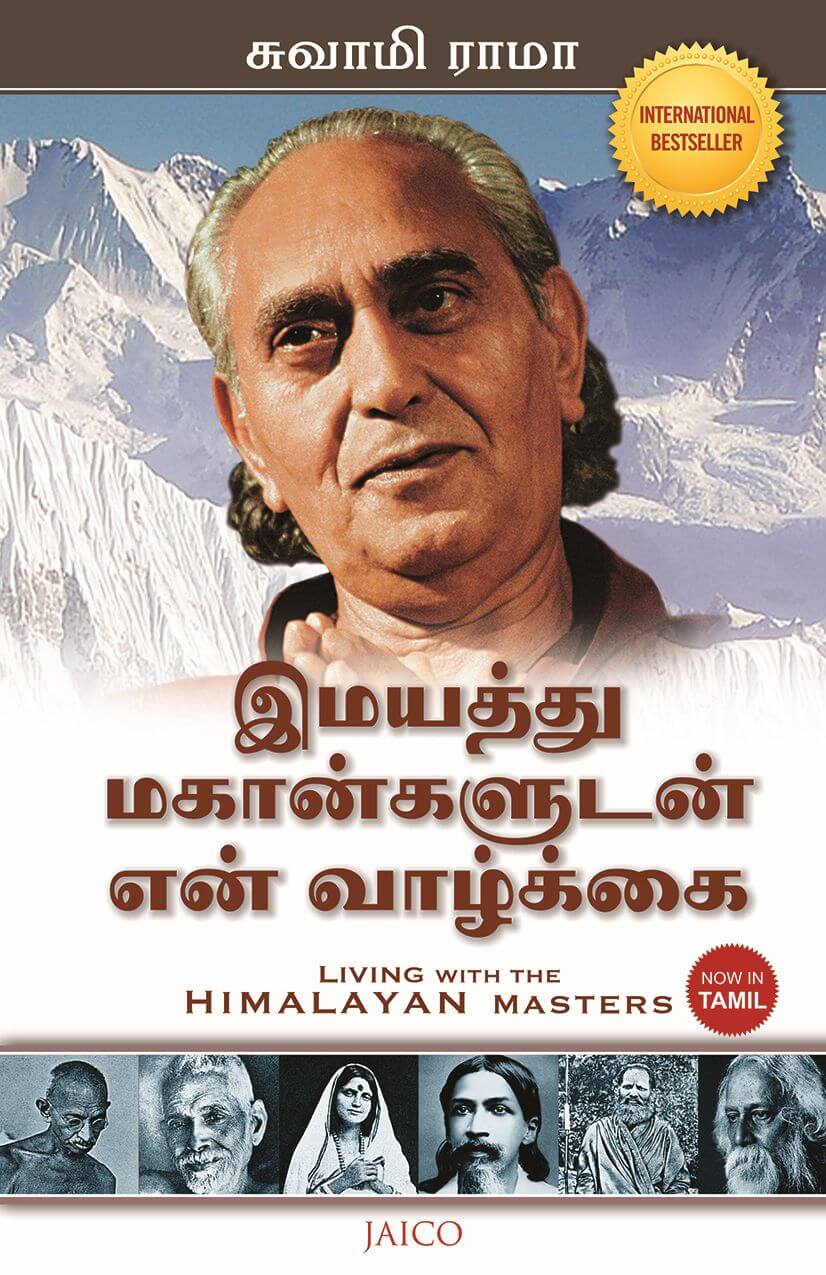 சுவாமி ராமா
INTERNATIONAL
BESTSELLER
இமயத்து
மகான்களுடன்
என் வாழ்க்கை
LIVING WITH THE
HIMALAYAN MASTERS
NOW IN
TAMIL
JAICO